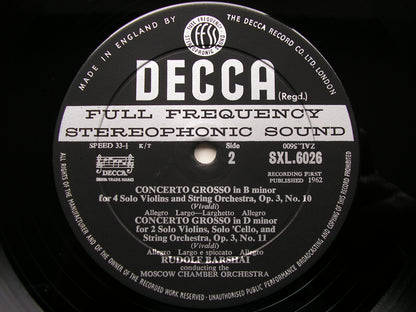 MADE IN ENGLAND BY
THE DECCA RECORD CO. LTD. LONDON
FULL FREQUENCY
STEREOPHONIC SOUND
ffss
DECCA
(Regd.)
FULL FREQUENCY
STEREOPHONIC SOUND
SPEED 33⅓ K/T
Side
2
ZAL.5600
SXL.6026
DECCA
RECORDING FIRST
PUBLISHED 1962
CONCERTO GROSSO in B minor
for 4 Solo Violins and String Orchestra, Op. 3, No. 10
(Vivaldi)
Allegro Largo—Larghetto Allegro
CONCERTO GROSSO in D minor
for 2 Solo Violins, Solo 'Cello, and
String Orchestra, Op. 3, No. 11
(Vivaldi)
Allegro Largo e spiccato Allegro
RUDOLF BARSHAI
conducting the
MOSCOW CHAMBER ORCHESTRA
ALL RIGHTS OF THE MANUFACTURER AND OF THE OWNER OF THE RECORDED WORK RESERVED · UNAUTHORISED PUBLIC PERFORMANCE BROADCASTING AND COPYING OF THIS RECORD PROHIBITED